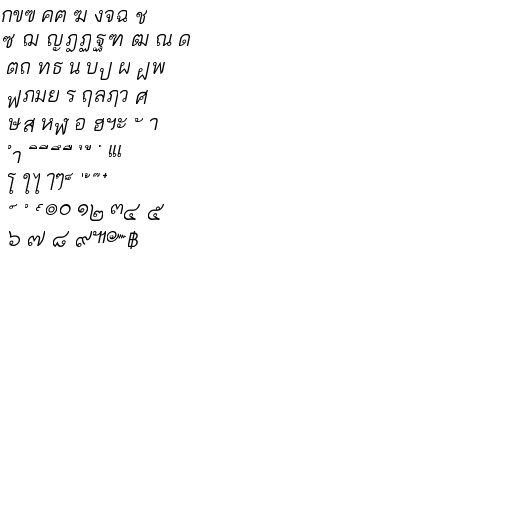 กขฃ คฅ ฆ งจฉ ช
ซ ฌ ญฎฏฐฑ ฒ ณ ด
ตถ ทธ น บป ผ ฝพ
ฟภมย ร ฤลฦว ศ
ษส หฬ อ ฮฯะ ั า
ำ ิ ี ึ ื ุ ู ฺ เแ
โ ใไ ๅๆ็ ่ ้ ๊ ๋
์ ํ ๎๏๐ ๑๒ ๓๔ ๕
๖ ๗ ๘ ๙๚๛฿